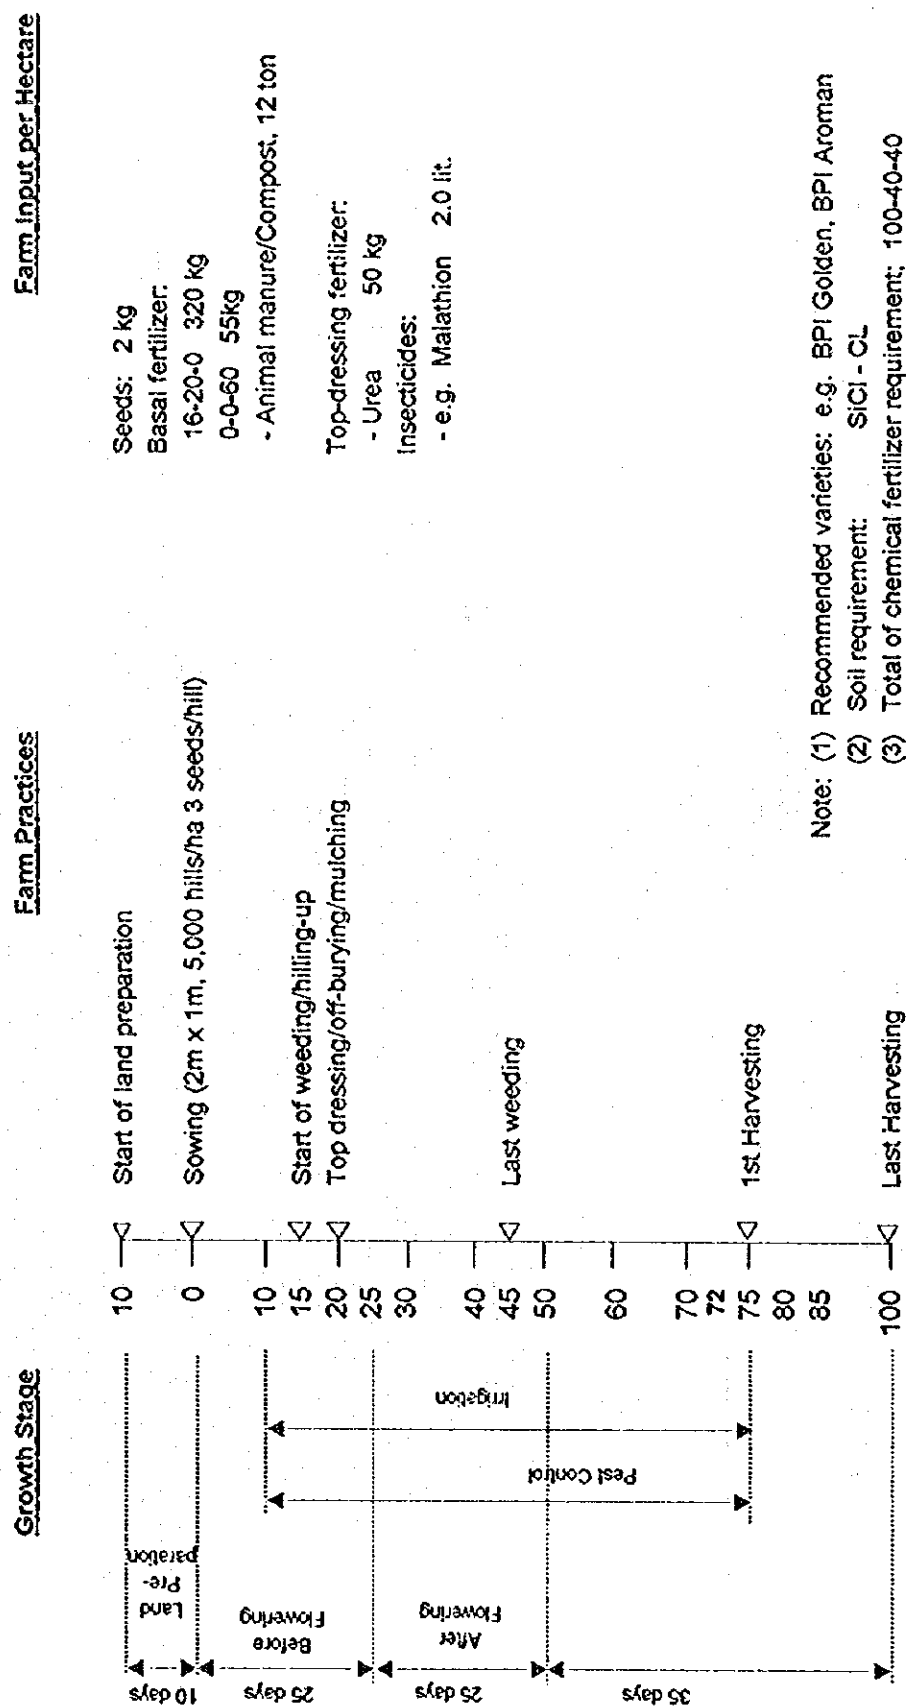 Growth Stage
Farm Practices
Farm Input per Hectare
10 days
Land
Pre-
paration
25 days
Before
Flowering
25 days
After
Flowering
35 days
Pest Control
Irrigation
10
0
10
15
20
25
30
40
45
50
60
70
72
75
80
85
100
Start of land preparation
Sowing (2m x 1m, 5,000 hills/ha 3 seeds/hill)
Start of weeding/hilling-up
Top dressing/off-burying/mulching
Last weeding
1st Harvesting
Last Harvesting
Seeds: 2 kg
Basal fertilizer:
16-20-0 320 kg
0-0-60 55kg
- Animal manure/Compost, 12 ton
Top-dressing fertilizer:
- Urea 50 kg
Insecticides:
- e.g. Malathion 2.0 lit.
Note: (1) Recommended varieties: e.g. BPI Golden, BPI Aroman
(2) Soil requirement: SiCl - CL
(3) Total of chemical fertilizer requirement; 100-40-40